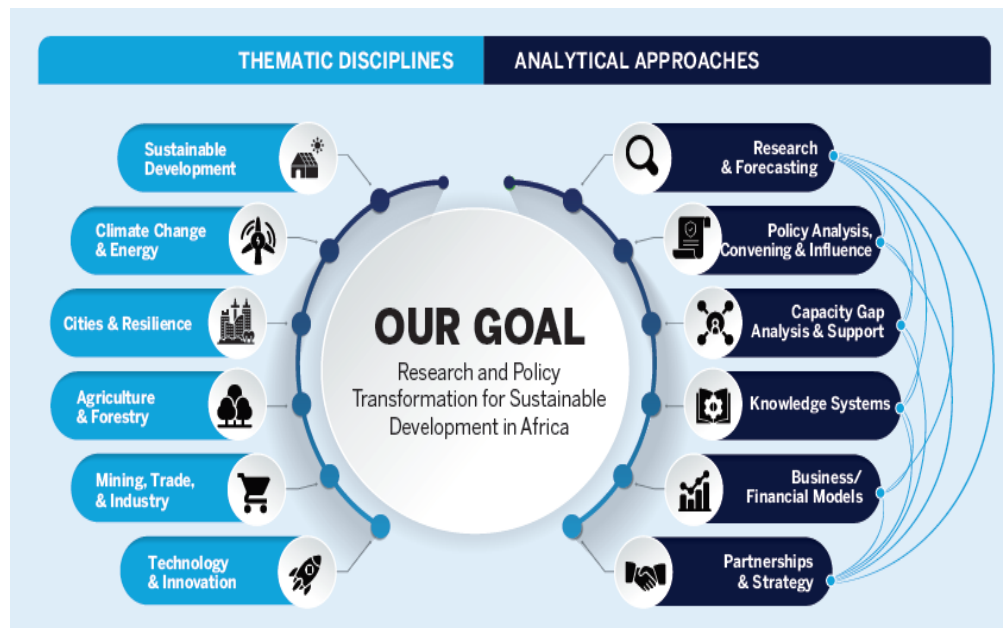 THEMATIC DISCIPLINES
ANALYTICAL APPROACHES
Sustainable
Development
Climate Change
& Energy
Cities & Resilience
Agriculture
& Forestry
Mining, Trade,
& Industry
Technology
& Innovation
OUR GOAL
Research and Policy
Transformation for Sustainable
Development in Africa
Research
& Forecasting
Policy Analysis,
Convening & Influence
Capacity Gap
Analysis & Support
Knowledge Systems
Business/
Financial Models
Partnerships
& Strategy